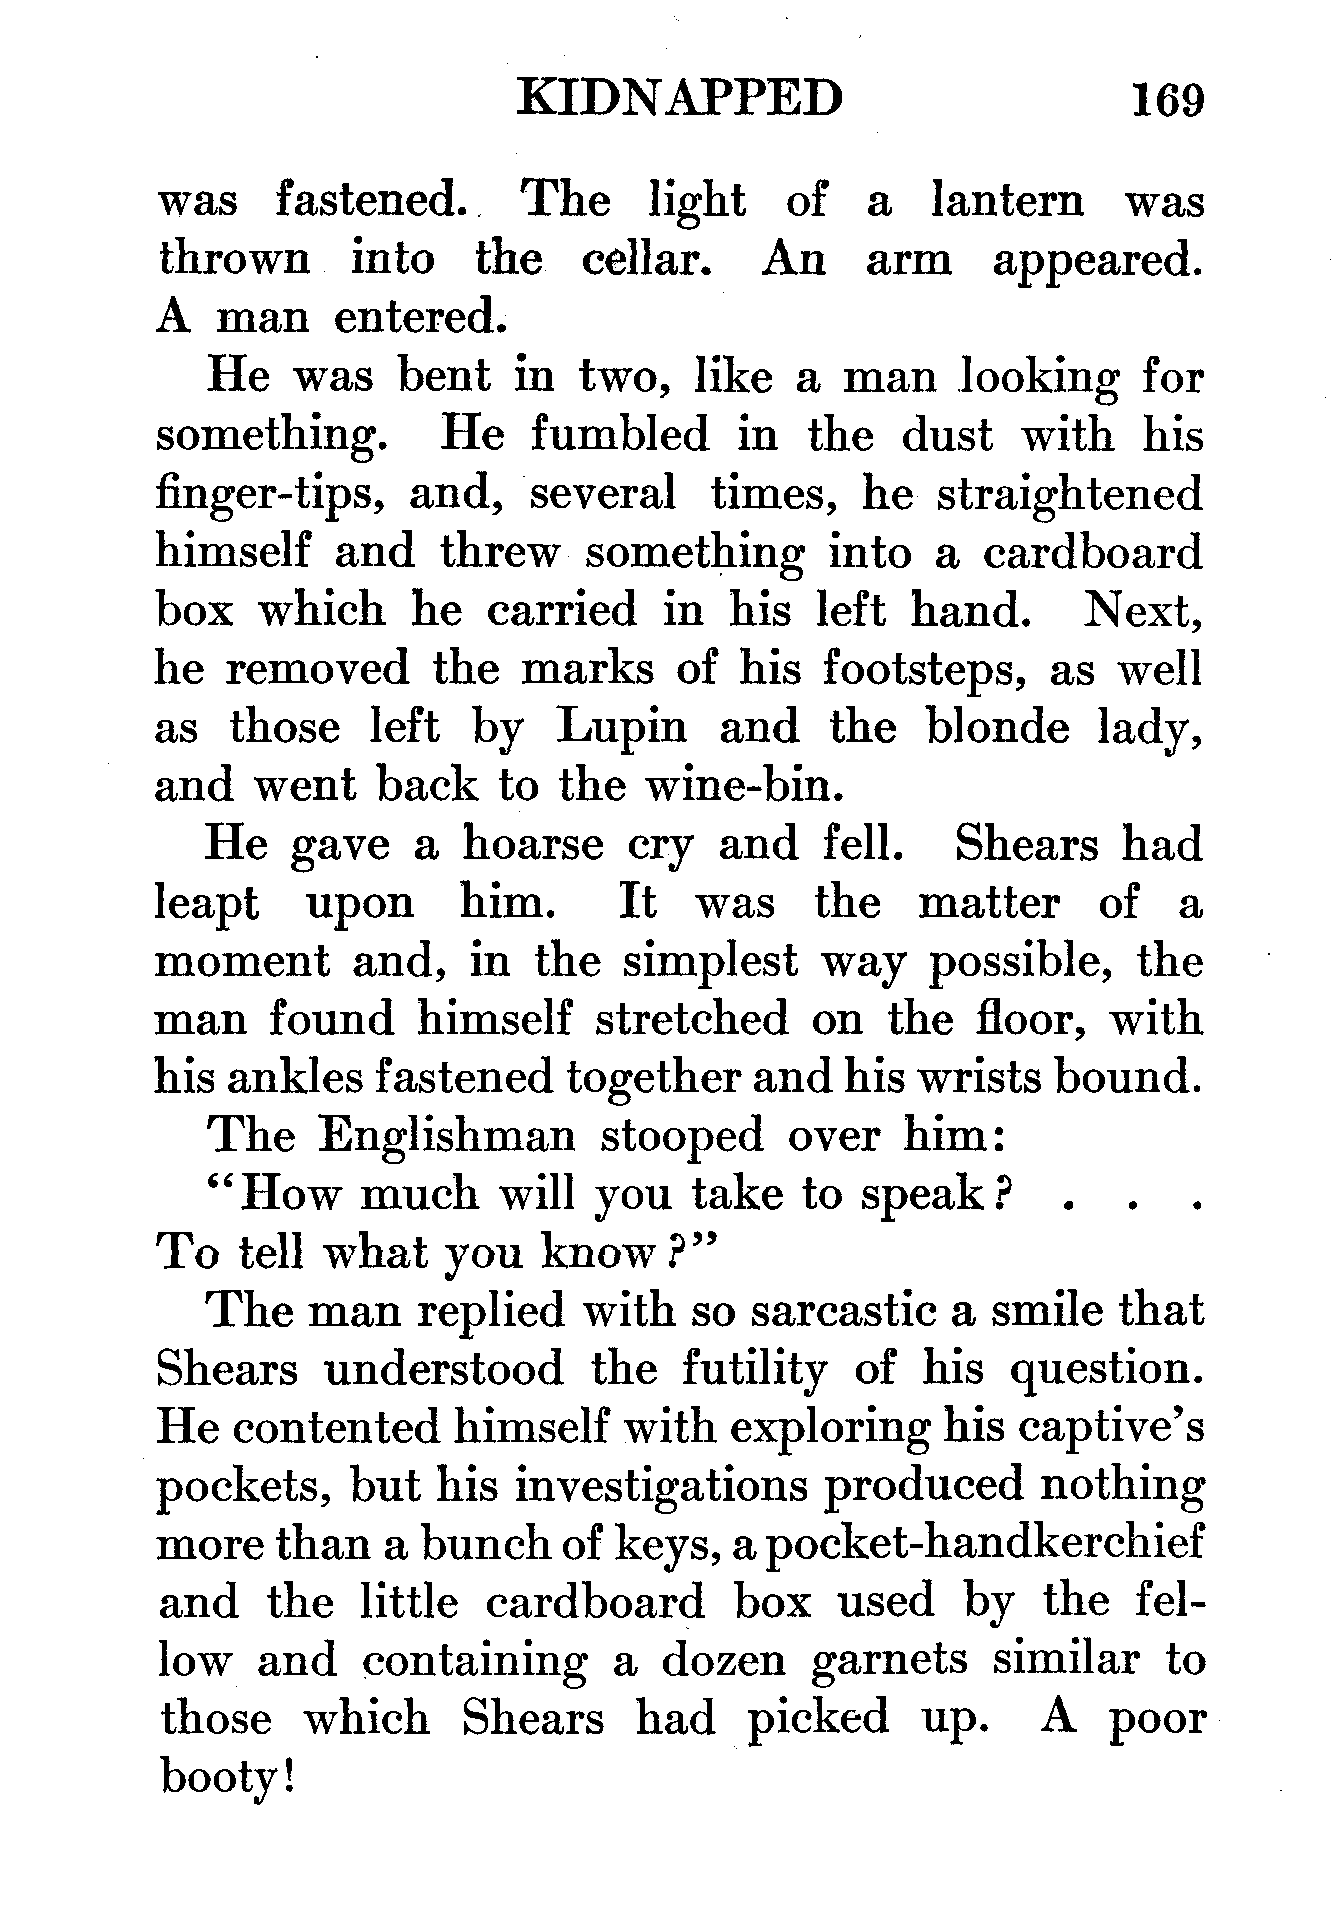 KIDNAPPED 169
was fastened. The light of a lantern was
thrown into the cellar. An arm appeared.
A man entered.
He was bent in two, like a man looking for
something. He fumbled in the dust with his
finger-tips, and, several times, he straightened
himself and threw something into a cardboard
box which he carried in his left hand. Next,
he removed the marks of his footsteps, as well
as those left by Lupin and the blonde lady,
and went back to the wine-bin.
He gave a hoarse cry and fell. Shears had
leapt upon him. It was the matter of a
moment and, in the simplest way possible, the
man found himself stretched on the floor, with
his ankles fastened together and his wrists bound.
The Englishman stooped over him:
“How much will you take to speak? . . .
To tell what you know?”
The man replied with so sarcastic a smile that
Shears understood the futility of his question.
He contented himself with exploring his captive’s
pockets, but his investigations produced nothing
more than a bunch of keys, a pocket-handkerchief
and the little cardboard box used by the fel-
low and containing a dozen garnets similar to
those which Shears had picked up. A poor
booty!